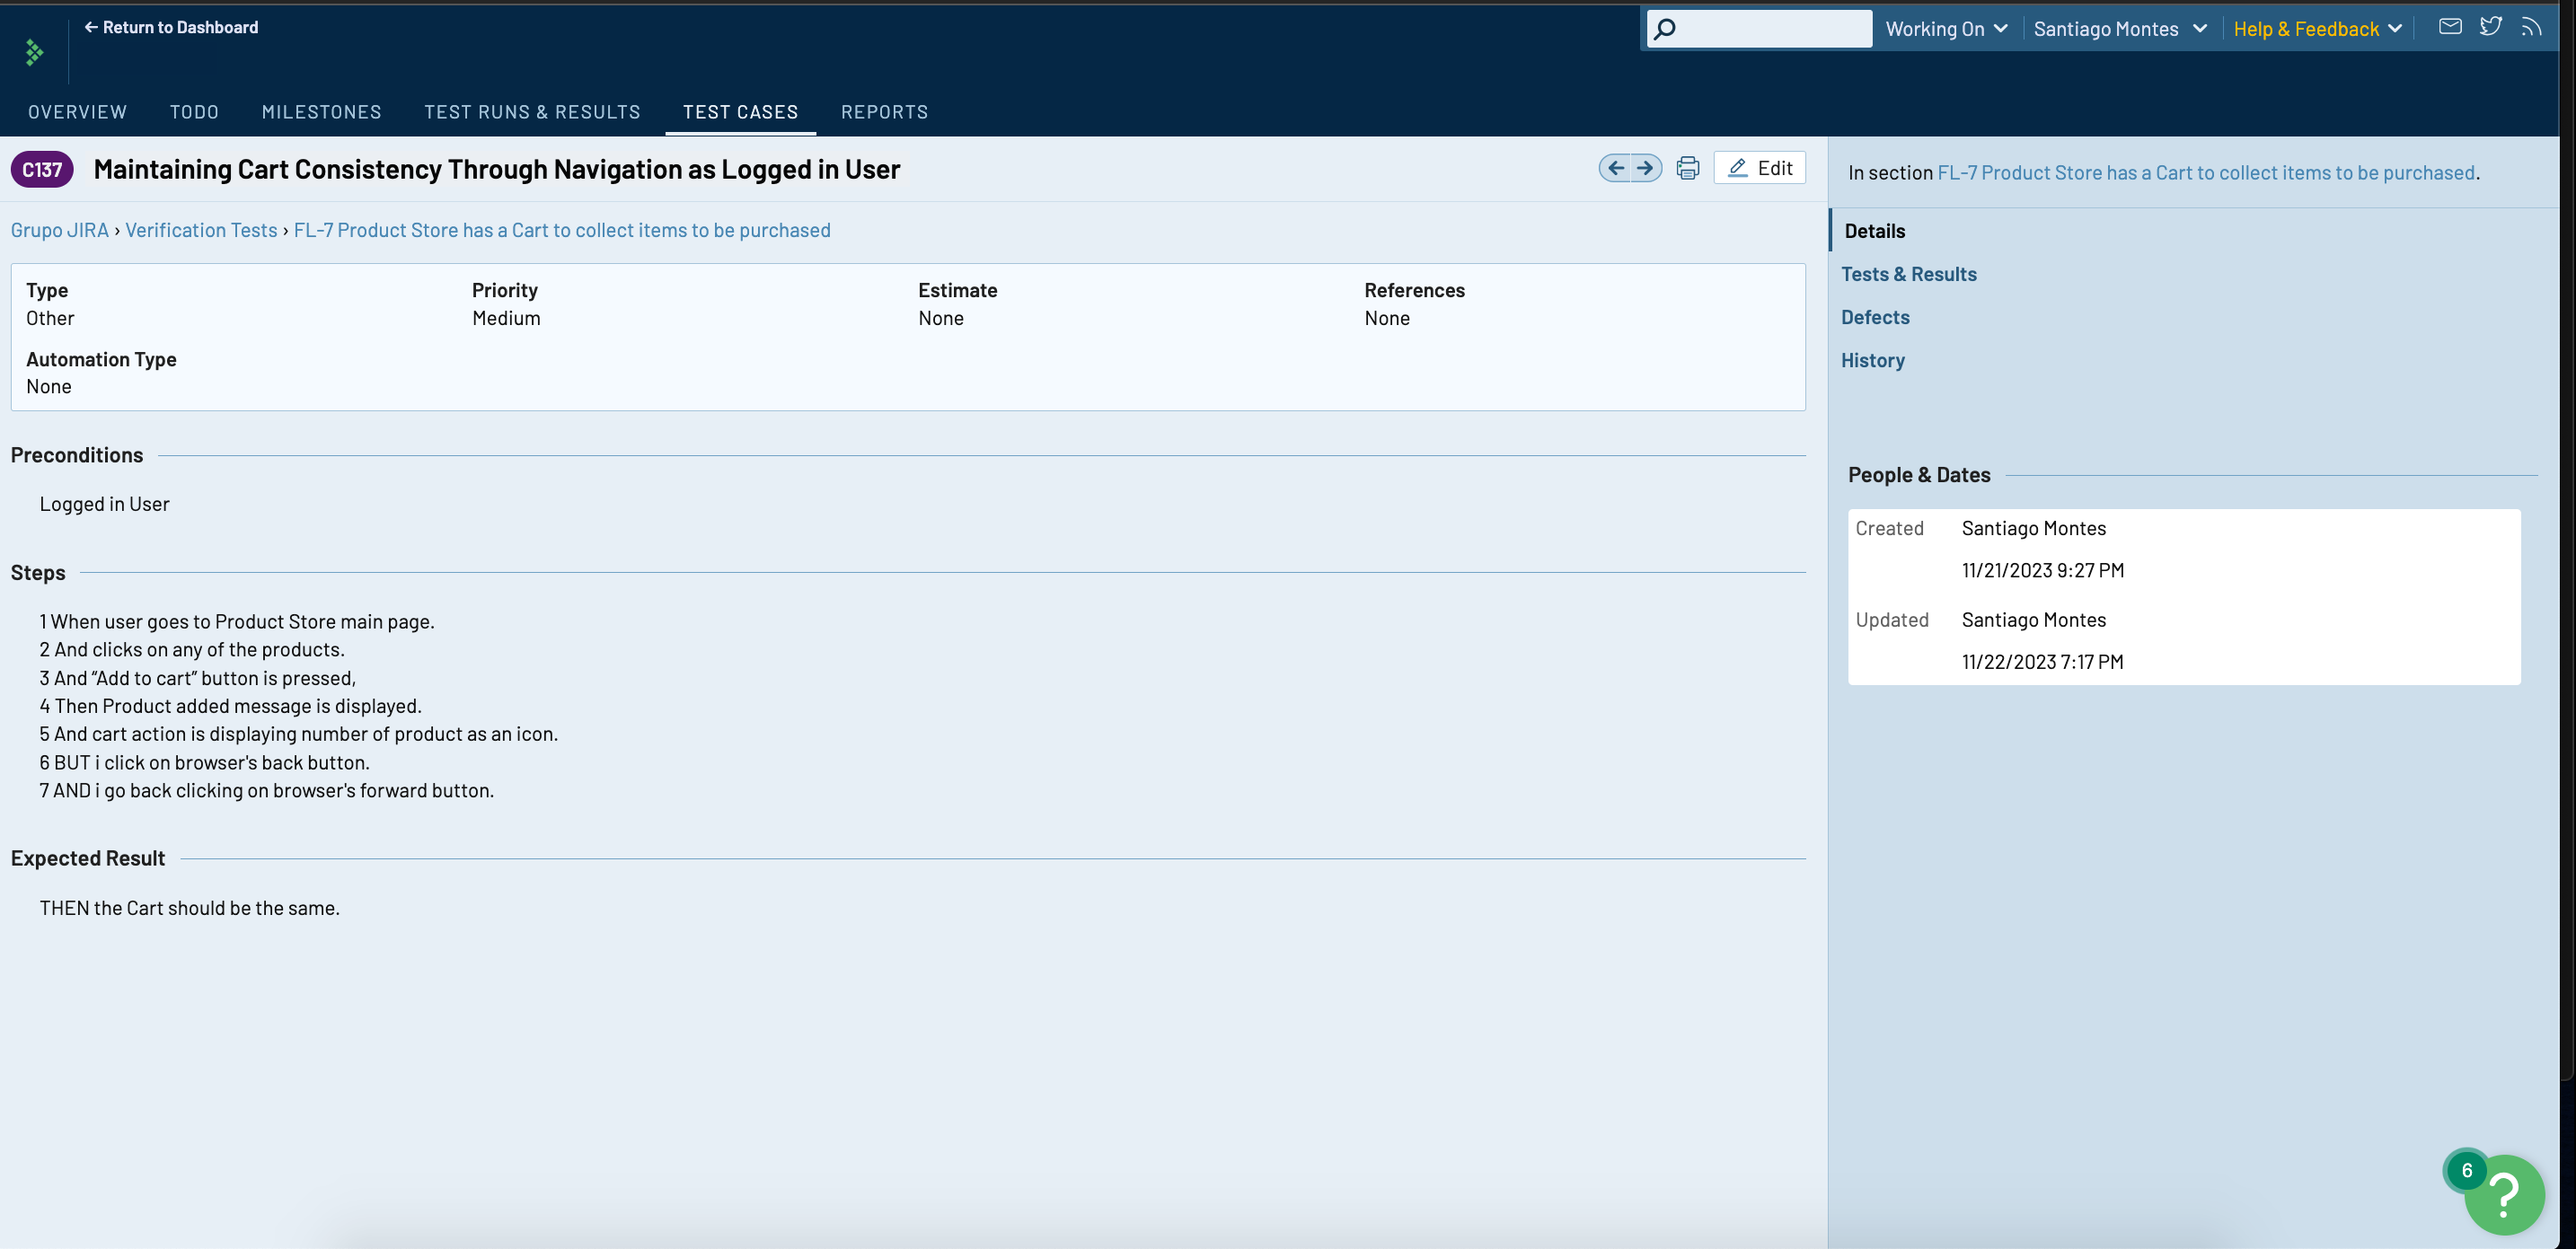 ← Return to Dashboard
Working On
Santiago Montes
Help & Feedback
OVERVIEW
TODO
MILESTONES
TEST RUNS & RESULTS
TEST CASES
REPORTS
C137
Maintaining Cart Consistency Through Navigation as Logged in User
Edit
Grupo JIRA › Verification Tests › FL-7 Product Store has a Cart to collect items to be purchased
Type
Other
Priority
Medium
Estimate
None
References
None
Automation Type
None
Preconditions
Logged in User
Steps
1 When user goes to Product Store main page.
2 And clicks on any of the products.
3 And “Add to cart” button is pressed,
4 Then Product added message is displayed.
5 And cart action is displaying number of product as an icon.
6 BUT i click on browser's back button.
7 AND i go back clicking on browser's forward button.
Expected Result
THEN the Cart should be the same.
In section FL-7 Product Store has a Cart to collect items to be purchased.
Details
Tests & Results
Defects
History
People & Dates
Created Santiago Montes
11/21/2023 9:27 PM
Updated Santiago Montes
11/22/2023 7:17 PM
6
?